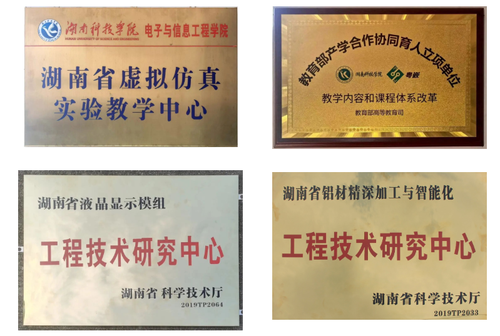 湖南科技学院 电子与信息工程学院
湖南省虚拟仿真
实验教学中心
教育部产学合作协同育人立项单位
湖南科技学院 粤嵌
教学内容和课程体系改革
教育部高等教育司
湖南省液晶显示模组
工程技术研究中心
湖南省科学技术厅
2019TP2064
湖南省铝材精深加工与智能化
工程技术研究中心
湖南省科学技术厅
2019TP2033